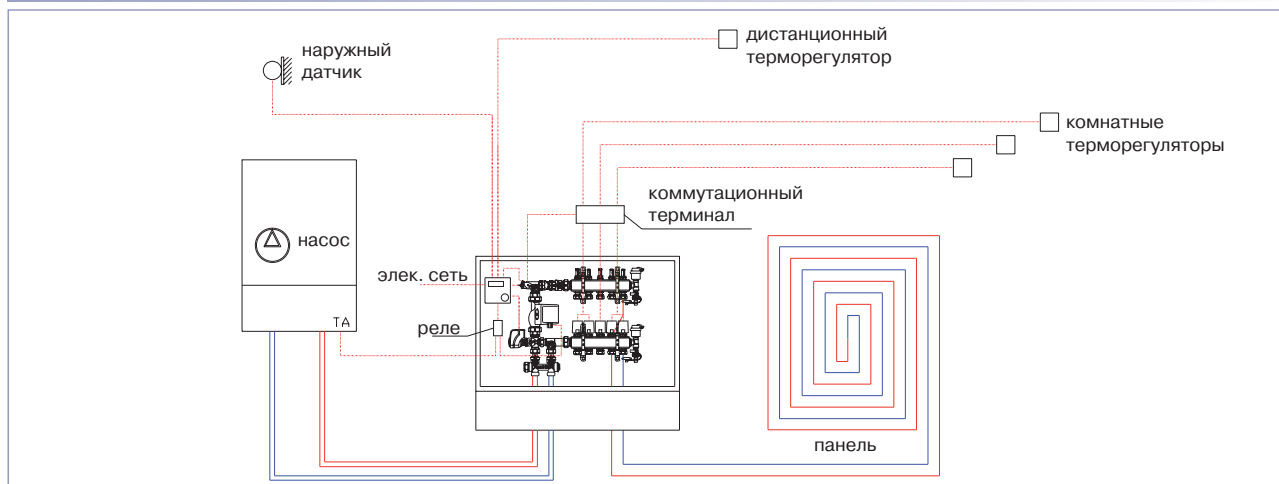 наружный
датчик
дистанционный
терморегулятор
комнатные
терморегуляторы
коммутационный
терминал
насос
элек. сеть
TA
реле
панель